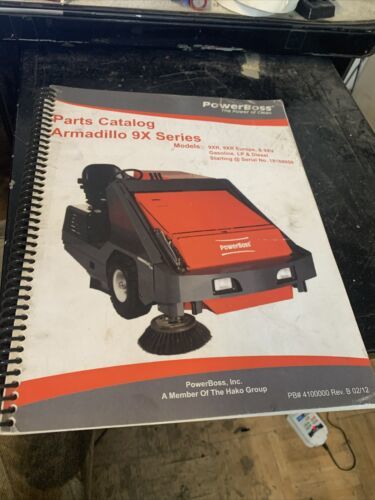 PowerBoss®
The Power of Clean
Parts Catalog
Armadillo 9X Series
Models: 9XR, 9XR Europe, & 9XV
Gasoline, LP & Diesel
Starting @ Serial No.
PowerBoss
PowerBoss, Inc.
A Member Of The Hako Group
PB# 4100000 Rev. B 02/12